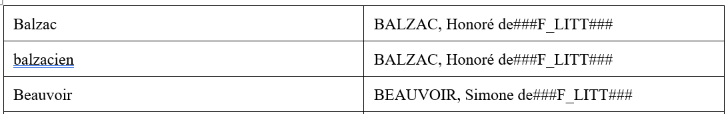 Balzac BALZAC, Honoré de###F_LITT###
balzacien BALZAC, Honoré de###F_LITT###
Beauvoir BEAUVOIR, Simone de###F_LITT###